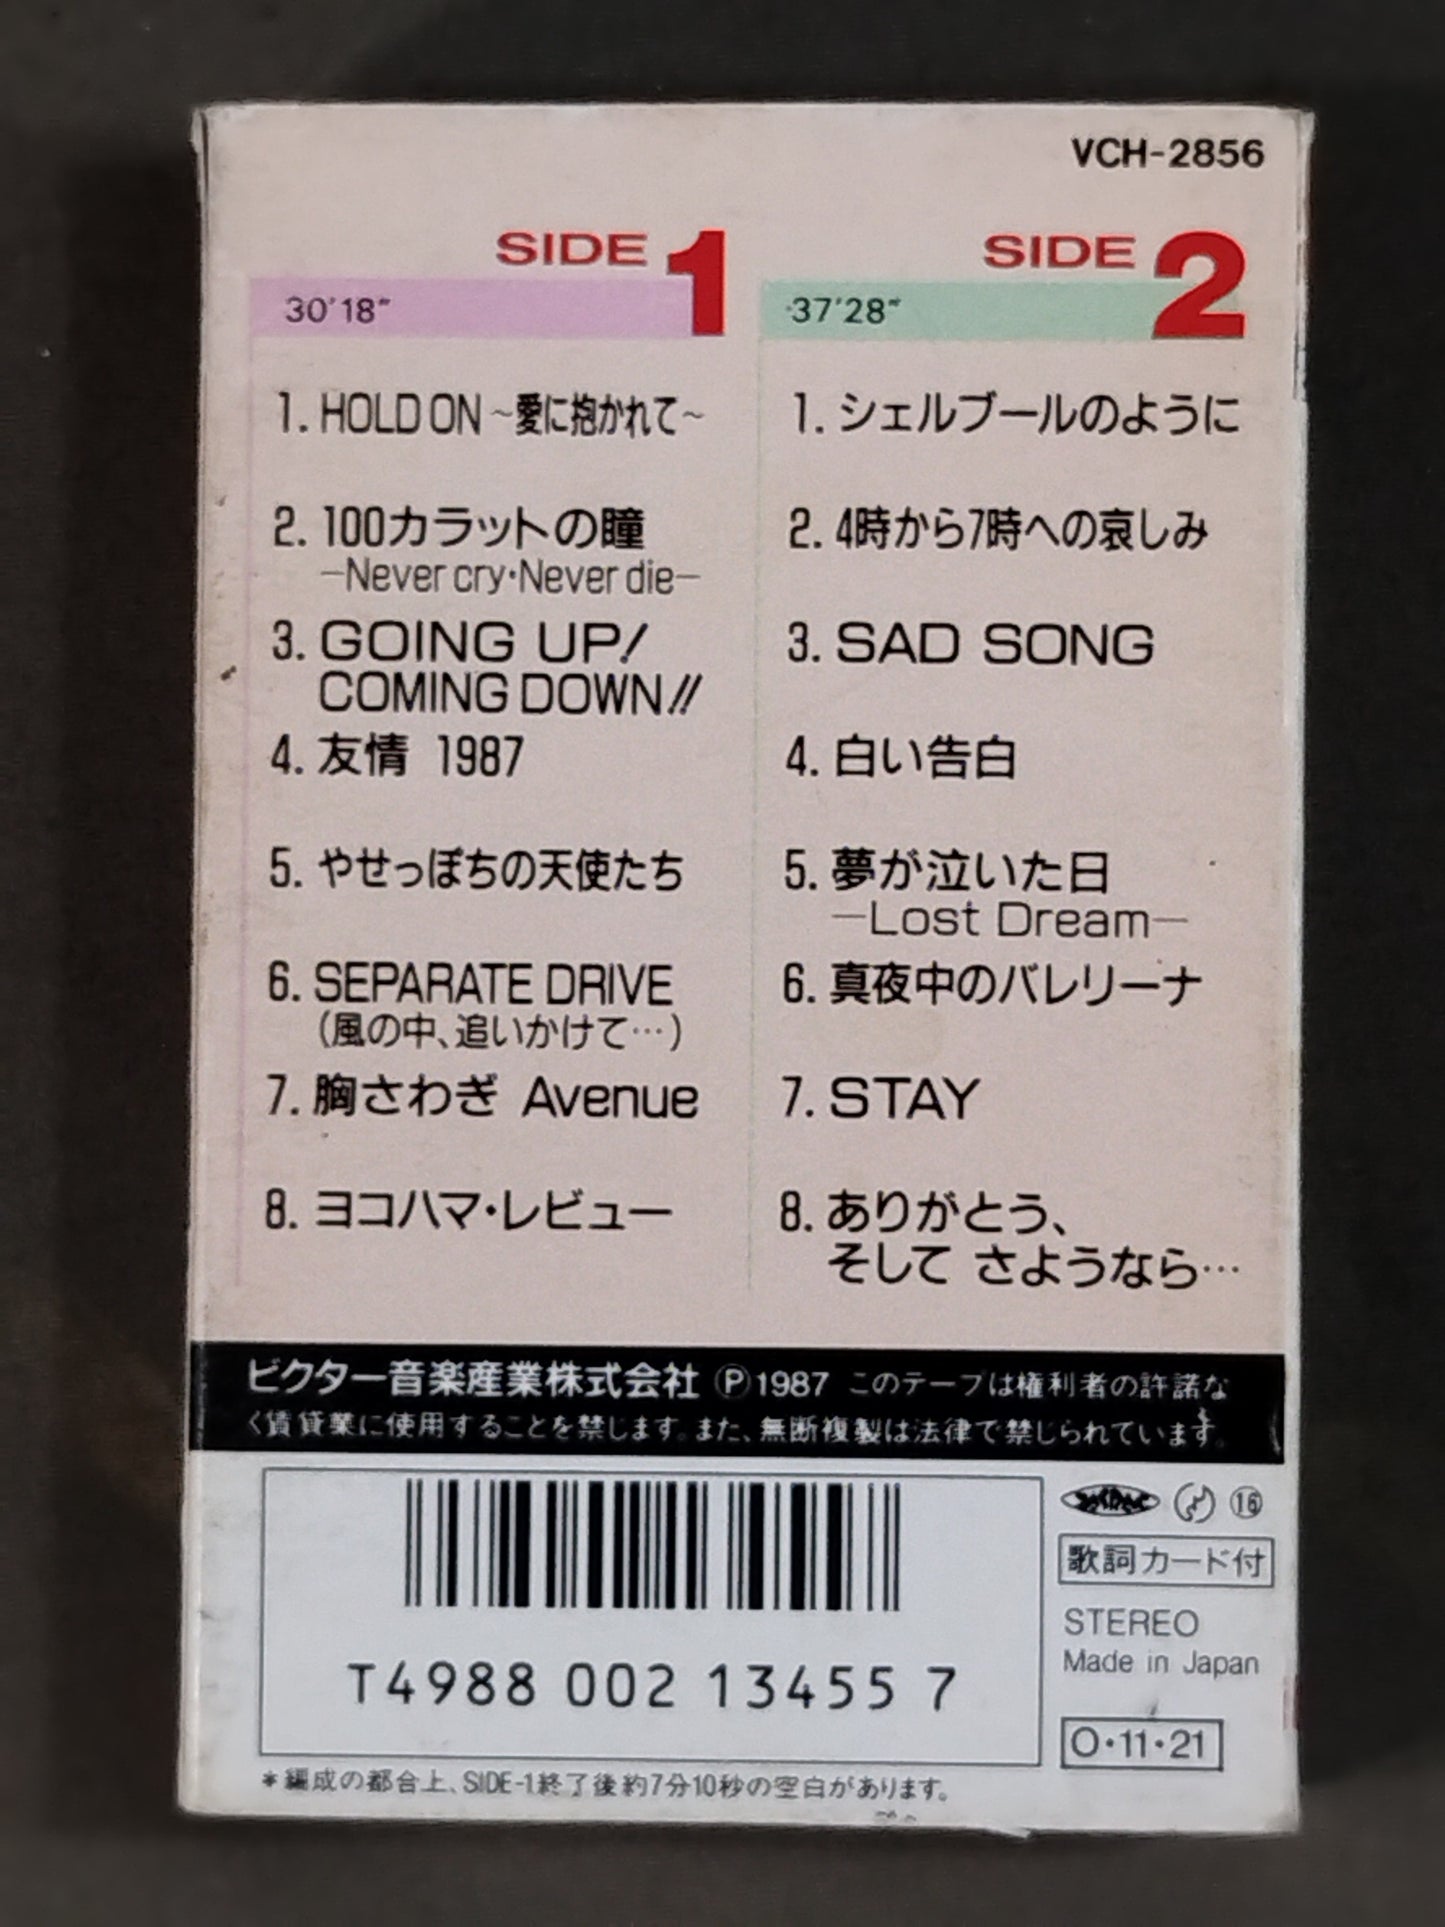 VCH-2856
SIDE 1
30'18"
1. HOLD ON ~愛に抱かれて~
2. 100カラットの瞳
—Never cry・Never die—
3. GOING UP!
COMING DOWN!!
4. 友情 1987
5. やせっぽちの天使たち
6. SEPARATE DRIVE
(風の中、追いかけて…)
7. 胸さわぎ Avenue
8. ヨコハマ・レビュー
SIDE 2
37'28"
1. シェルブールのように
2. 4時から7時への哀しみ
3. SAD SONG
4. 白い告白
5. 夢が泣いた日
—Lost Dream—
6. 真夜中のバレリーナ
7. STAY
8. ありがとう、
そして さようなら…
ビクター音楽産業株式会社 Ⓟ1987 このテープは権利者の許諾な
く賃貸業に使用することを禁じます。また、無断複製は法律で禁じられています。
T4988 002 13455 7
⑯
歌詞カード付
STEREO
Made in Japan
O・11・21
*編成の都合上、SIDE-1終了後約7分10秒の空白があります。